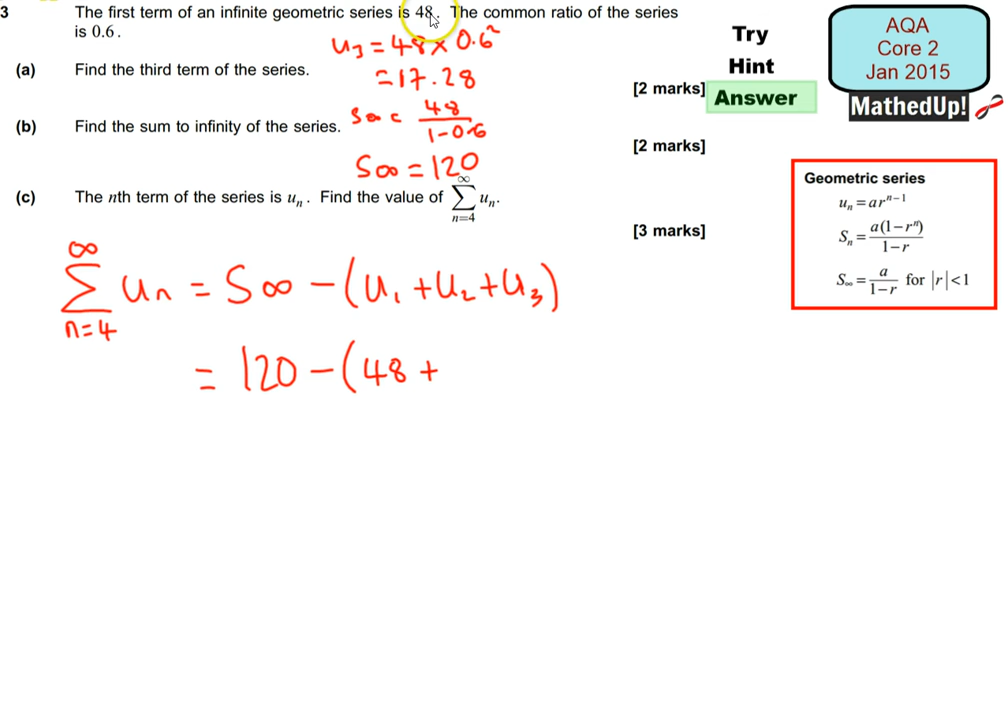 3 The first term of an infinite geometric series is 48. The common ratio of the series
is 0.6.
u₃ = 48 × 0.6²
(a) Find the third term of the series.
= 17.28
[2 marks]
(b) Find the sum to infinity of the series.
S∞ = 48/(1-0.6)
[2 marks]
S∞ = 120
(c) The nth term of the series is uₙ. Find the value of ∑_{n=4}^{∞} uₙ.
[3 marks]
∑_{n=4}^{∞} uₙ = S∞ - (u₁ + u₂ + u₃)
= 120 - (48 +
Try
Hint
Answer
AQA
Core 2
Jan 2015
MathedUp!
Geometric series
uₙ = arⁿ⁻¹
Sₙ = a(1-rⁿ)/(1-r)
S∞ = a/(1-r) for |r|<1